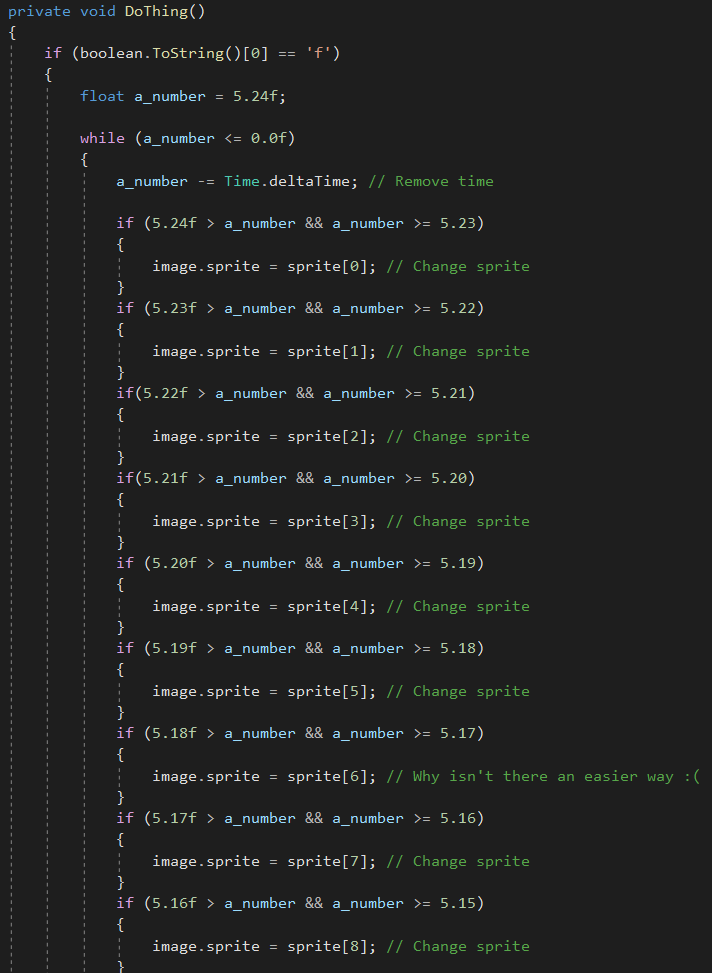 private void DoThing()
{
if (boolean.ToString()[0] == 'f')
{
float a_number = 5.24f;
while (a_number <= 0.0f)
{
a_number -= Time.deltaTime; // Remove time
if (5.24f > a_number && a_number >= 5.23)
{
image.sprite = sprite[0]; // Change sprite
}
if (5.23f > a_number && a_number >= 5.22)
{
image.sprite = sprite[1]; // Change sprite
}
if(5.22f > a_number && a_number >= 5.21)
{
image.sprite = sprite[2]; // Change sprite
}
if(5.21f > a_number && a_number >= 5.20)
{
image.sprite = sprite[3]; // Change sprite
}
if (5.20f > a_number && a_number >= 5.19)
{
image.sprite = sprite[4]; // Change sprite
}
if (5.19f > a_number && a_number >= 5.18)
{
image.sprite = sprite[5]; // Change sprite
}
if (5.18f > a_number && a_number >= 5.17)
{
image.sprite = sprite[6]; // Why isn't there an easier way :(
}
if (5.17f > a_number && a_number >= 5.16)
{
image.sprite = sprite[7]; // Change sprite
}
if (5.16f > a_number && a_number >= 5.15)
{
image.sprite = sprite[8]; // Change sprite
}